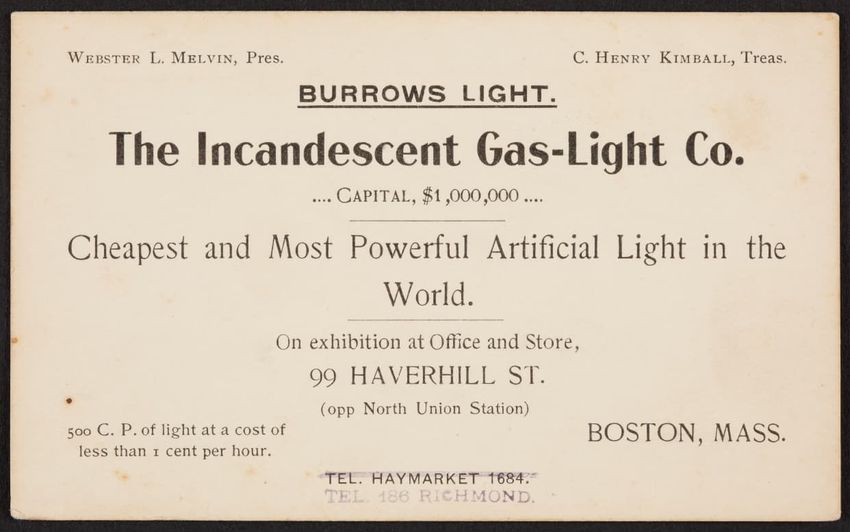 WEBSTER L. MELVIN, Pres.
C. HENRY KIMBALL, Treas.
BURROWS LIGHT.
The Incandescent Gas-Light Co.
.... CAPITAL, $1,000,000 ....
Cheapest and Most Powerful Artificial Light in the
World.
On exhibition at Office and Store,
99 HAVERHILL ST.
(opp North Union Station)
500 C. P. of light at a cost of
less than 1 cent per hour.
BOSTON, MASS.
TEL. HAYMARKET 1684.
TEL. 186 RICHMOND.